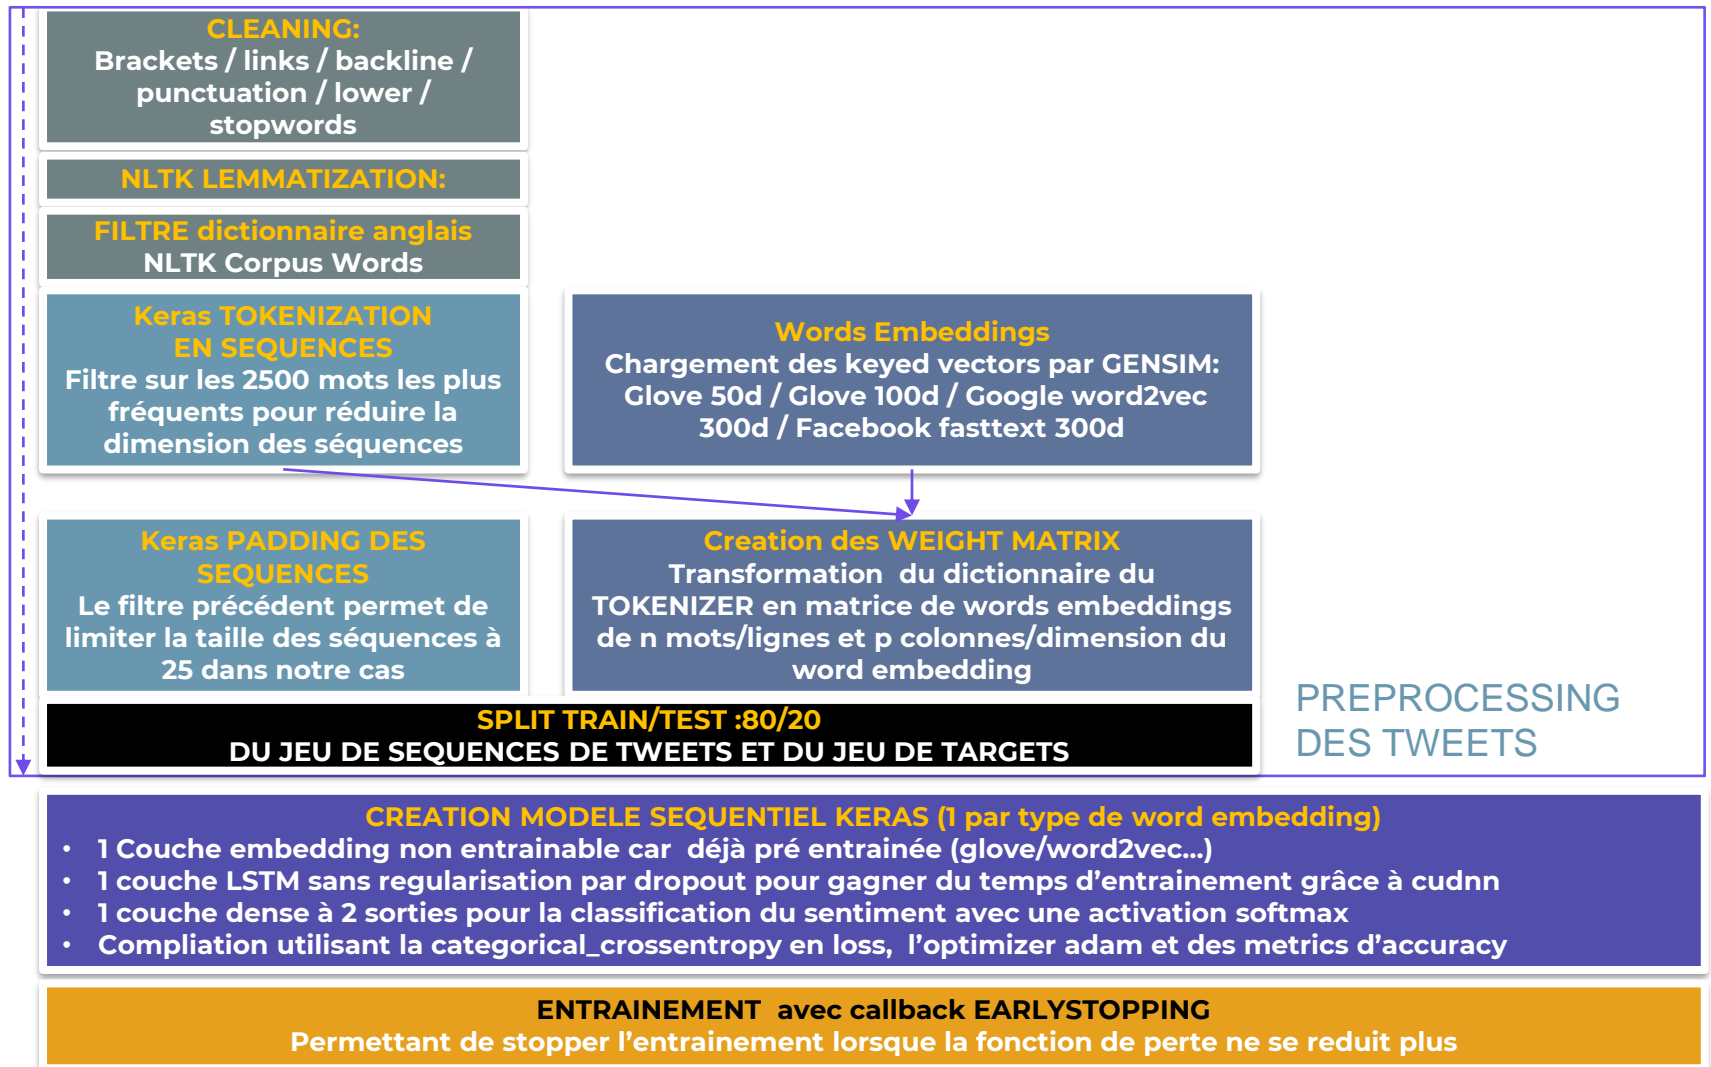 CLEANING:
Brackets / links / backline /
punctuation / lower /
stopwords
NLTK LEMMATIZATION:
FILTRE dictionnaire anglais
NLTK Corpus Words
Keras TOKENIZATION
EN SEQUENCES
Filtre sur les 2500 mots les plus
fréquents pour réduire la
dimension des séquences
Words Embeddings
Chargement des keyed vectors par GENSIM:
Glove 50d / Glove 100d / Google word2vec
300d / Facebook fasttext 300d
Keras PADDING DES
SEQUENCES
Le filtre précédent permet de
limiter la taille des séquences à
25 dans notre cas
Creation des WEIGHT MATRIX
Transformation du dictionnaire du
TOKENIZER en matrice de words embeddings
de n mots/lignes et p colonnes/dimension du
word embedding
SPLIT TRAIN/TEST :80/20
DU JEU DE SEQUENCES DE TWEETS ET DU JEU DE TARGETS
PREPROCESSING
DES TWEETS
CREATION MODELE SEQUENTIEL KERAS (1 par type de word embedding)
• 1 Couche embedding non entrainable car déjà pré entrainée (glove/word2vec...)
• 1 couche LSTM sans regularisation par dropout pour gagner du temps d'entrainement grâce à cudnn
• 1 couche dense à 2 sorties pour la classification du sentiment avec une activation softmax
• Compliation utilisant la categorical_crossentropy en loss, l'optimizer adam et des metrics d'accuracy
ENTRAINEMENT avec callback EARLYSTOPPING
Permettant de stopper l'entrainement lorsque la fonction de perte ne se reduit plus